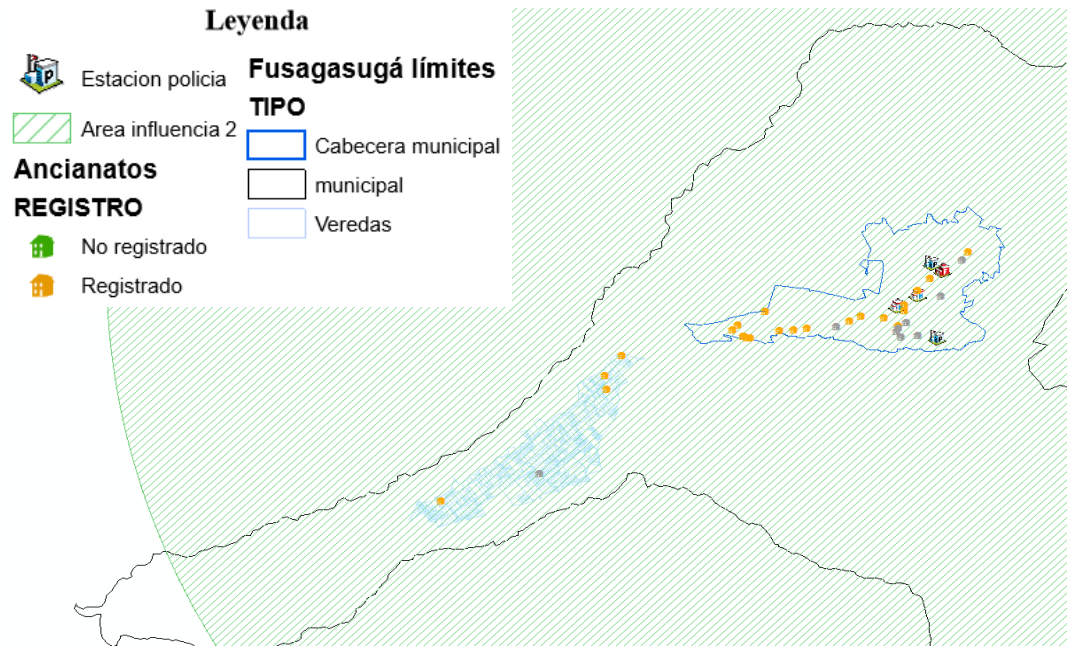 Leyenda
Estacion policia
Area influencia 2
Ancianatos
REGISTRO
No registrado
Registrado
Fusagasugá límites
TIPO
Cabecera municipal
municipal
Veredas